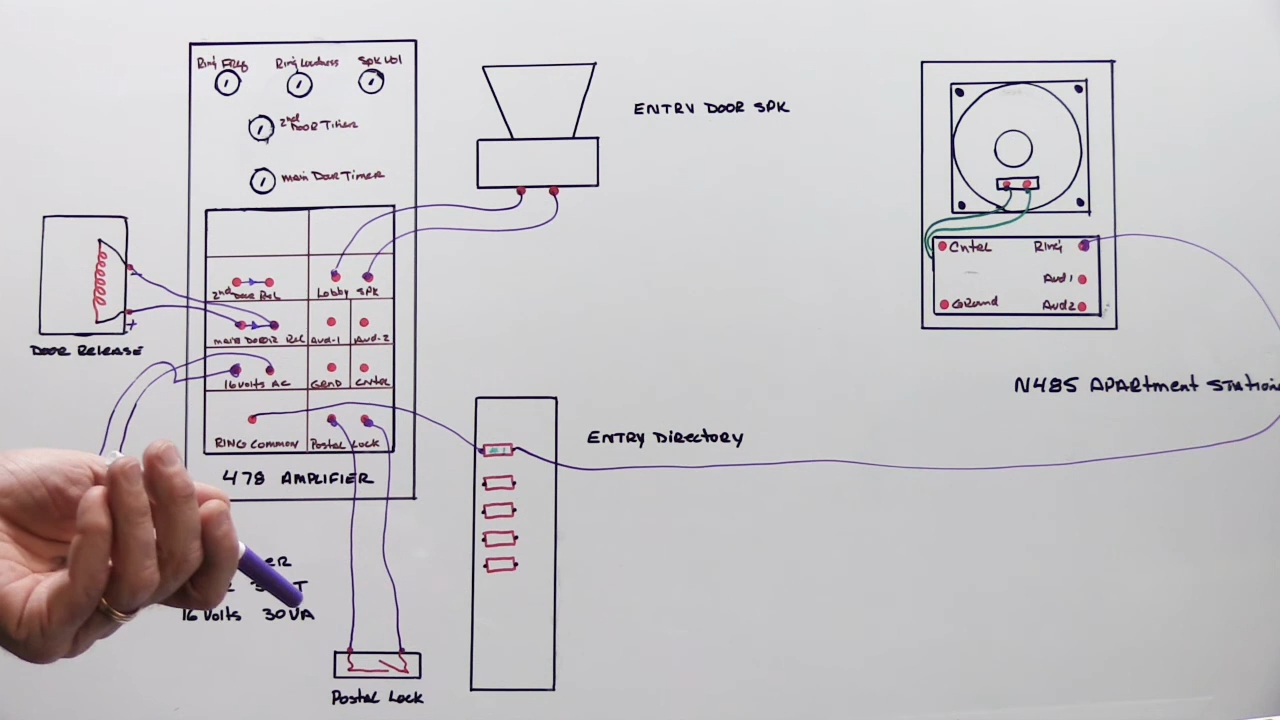 Ring Freq Ring Loudness Spk Vol
2nd Door Timer
main Door Timer
ENTRY DOOR SPK
2nd Door Rel Lobby SPK
main Door Rel Aud-1 Aud-2
16 Volts AC Grnd Cntrl
RING COMMON Postal Lock
478 AMPLIFIER
- +
DOOR RELEASE
16 Volts 30VA
Postal Lock
#1
ENTRY Directory
Cntrl Ring
Aud 1
Ground Aud 2
N485 APARtment Station